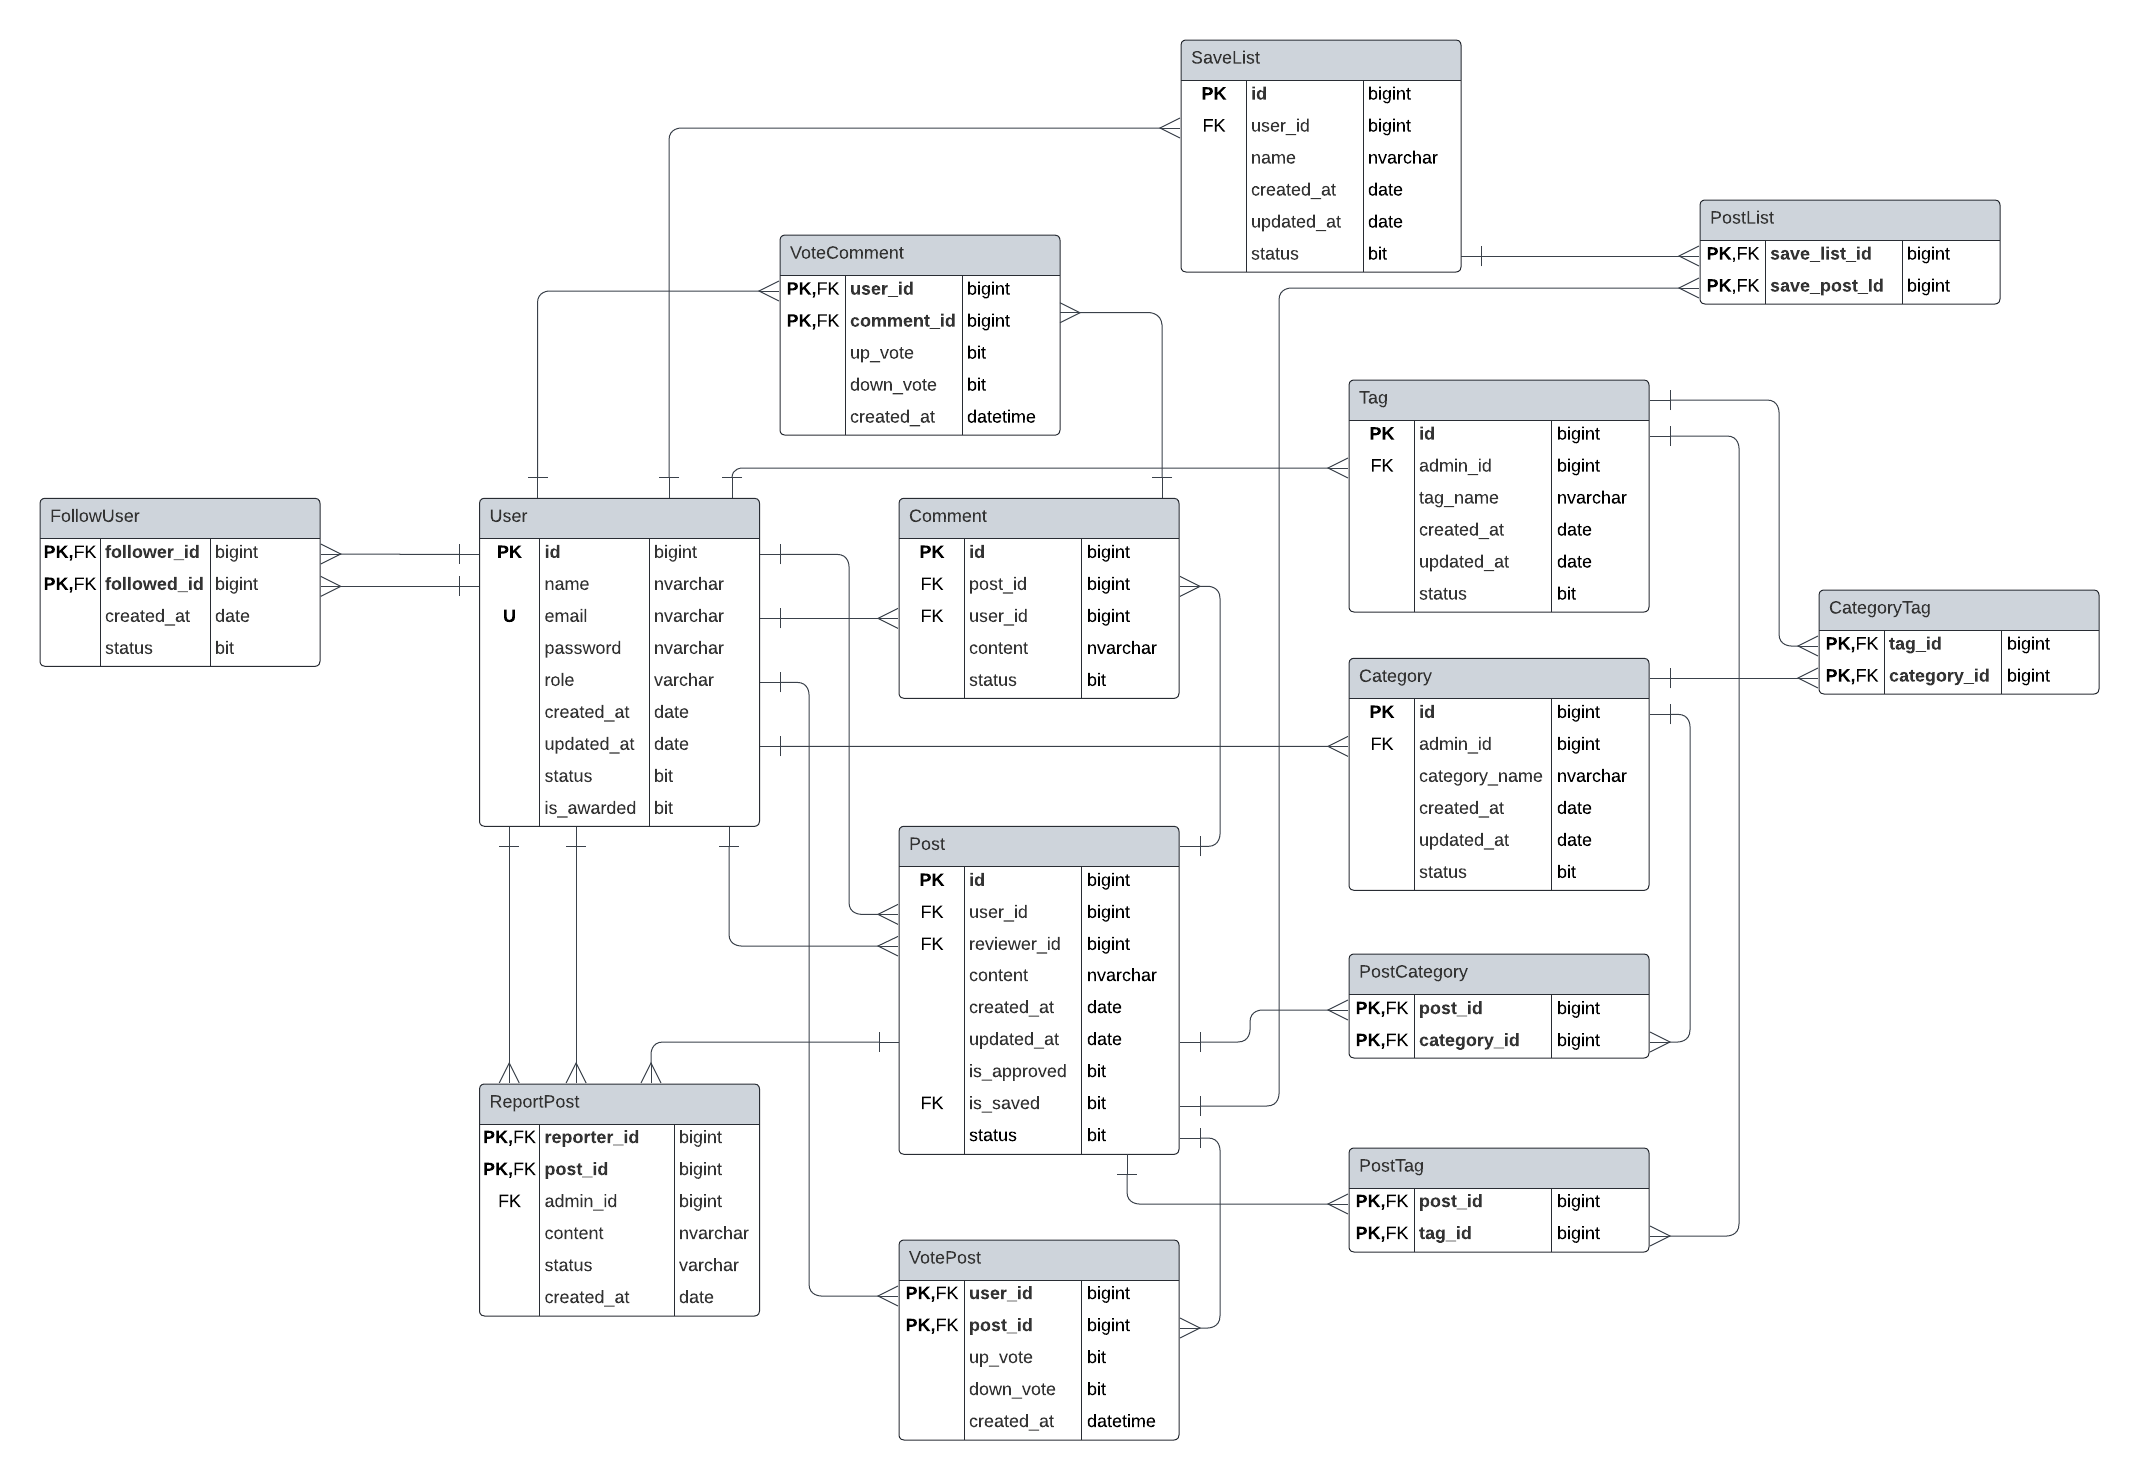 SaveList
PK id bigint
FK user_id bigint
name nvarchar
created_at date
updated_at date
status bit
PostList
PK,FK save_list_id bigint
PK,FK save_post_Id bigint
VoteComment
PK,FK user_id bigint
PK,FK comment_id bigint
up_vote bit
down_vote bit
created_at datetime
Tag
PK id bigint
FK admin_id bigint
tag_name nvarchar
created_at date
updated_at date
status bit
FollowUser
PK,FK follower_id bigint
PK,FK followed_id bigint
created_at date
status bit
User
PK id bigint
name nvarchar
U email nvarchar
password nvarchar
role varchar
created_at date
updated_at date
status bit
is_awarded bit
Comment
PK id bigint
FK post_id bigint
FK user_id bigint
content nvarchar
status bit
CategoryTag
PK,FK tag_id bigint
PK,FK category_id bigint
Category
PK id bigint
FK admin_id bigint
category_name nvarchar
created_at date
updated_at date
status bit
Post
PK id bigint
FK user_id bigint
FK reviewer_id bigint
content nvarchar
created_at date
updated_at date
is_approved bit
FK is_saved bit
status bit
PostCategory
PK,FK post_id bigint
PK,FK category_id bigint
ReportPost
PK,FK reporter_id bigint
PK,FK post_id bigint
FK admin_id bigint
content nvarchar
status varchar
created_at date
PostTag
PK,FK post_id bigint
PK,FK tag_id bigint
VotePost
PK,FK user_id bigint
PK,FK post_id bigint
up_vote bit
down_vote bit
created_at datetime